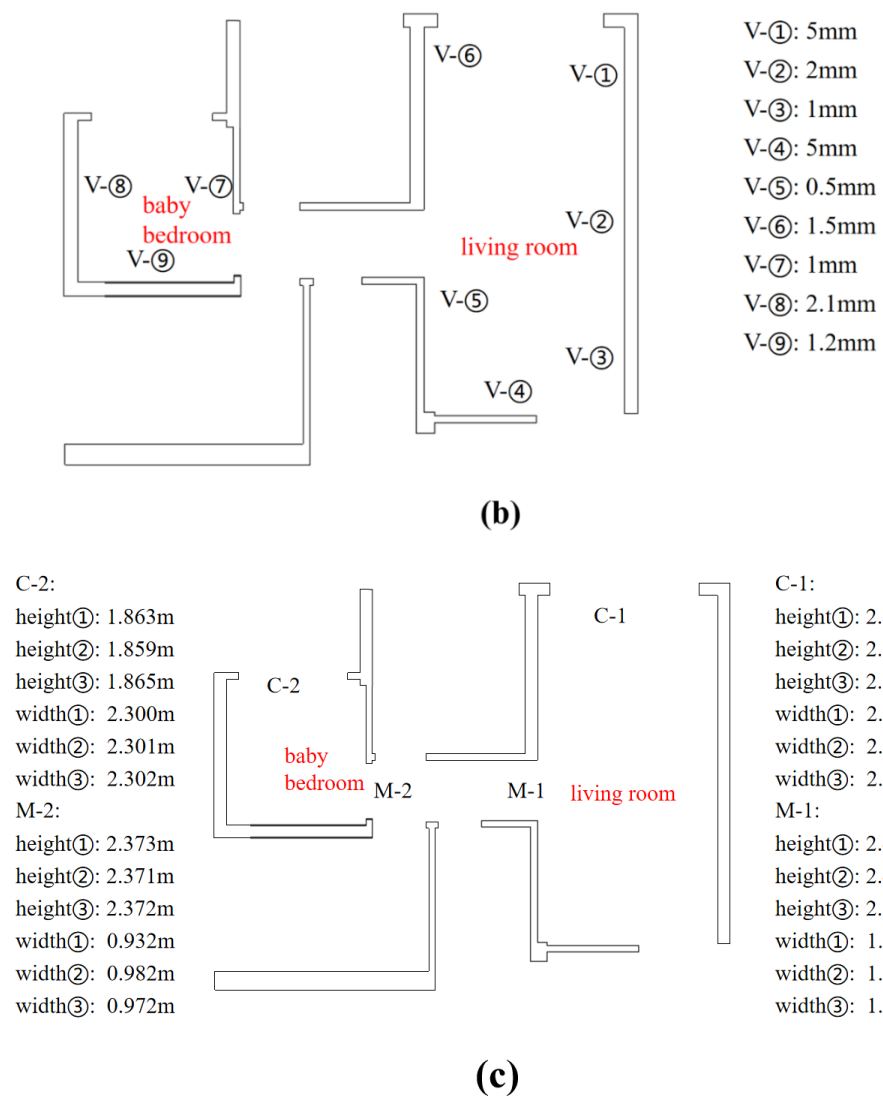 V-⑥
V-①
V-⑧
V-⑦
baby
bedroom
V-⑨
V-②
living room
V-⑤
V-③
V-④
V-①: 5mm
V-②: 2mm
V-③: 1mm
V-④: 5mm
V-⑤: 0.5mm
V-⑥: 1.5mm
V-⑦: 1mm
V-⑧: 2.1mm
V-⑨: 1.2mm
(b)
C-2:
height①: 1.863m
height②: 1.859m
height③: 1.865m
width①: 2.300m
width②: 2.301m
width③: 2.302m
M-2:
height①: 2.373m
height②: 2.371m
height③: 2.372m
width①: 0.932m
width②: 0.982m
width③: 0.972m
C-1
C-2
baby
bedroom
M-2
M-1
living room
C-1:
height①: 2.
height②: 2.
height③: 2.
width①: 2.
width②: 2.
width③: 2.
M-1:
height①: 2.
height②: 2.
height③: 2.
width①: 1.
width②: 1.
width③: 1.
(c)